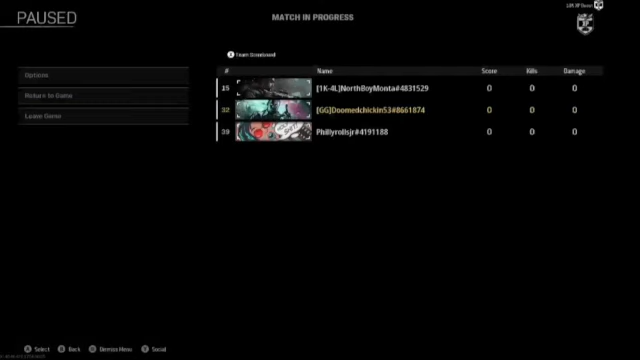 PAUSED
MATCH IN PROGRESS
Team Scoreboard
# Name Score Kills Damage
15 [1K-4L]NorthBoyMonta#4831529 0 0 0
32 [GG]Doomedchickin53#8661874 0 0 0
39 Phillyrollsjr#4191188 0 0 0
Options
Return to Game
Leave Game
A Select B Back Dismiss Menu Y Social